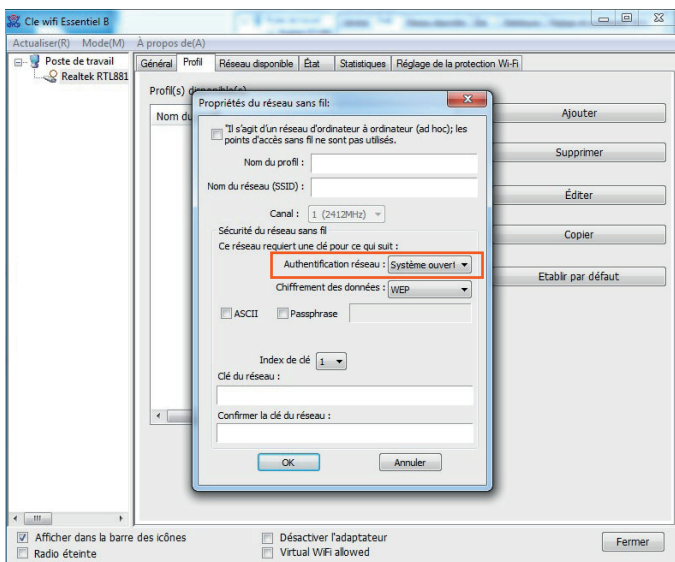 Cle wifi Essentiel B
Actualiser(R) Mode(M) À propos de(A)
Poste de travail
Realtek RTL881
Général Profil Réseau disponible État Statistiques Réglage de la protection Wi-Fi
Profil(s)
Nom du
Ajouter
Supprimer
Éditer
Copier
Etablir par défaut
Propriétés du réseau sans fil:
"Il s'agit d'un réseau d'ordinateur à ordinateur (ad hoc); les
points d'accès sans fil ne sont pas utilisés.
Nom du profil :
Nom du réseau (SSID) :
Canal : 1 (2412MHz)
Sécurité du réseau sans fil
Ce réseau requiert une clé pour ce qui suit :
Authentification réseau : Système ouvert
Chiffrement des données : WEP
ASCII Passphrase
Index de clé 1
Clé du réseau :
Confirmer la clé du réseau :
OK Annuler
Afficher dans la barre des icônes Désactiver l'adaptateur
Radio éteinte Virtual WiFi allowed
Fermer